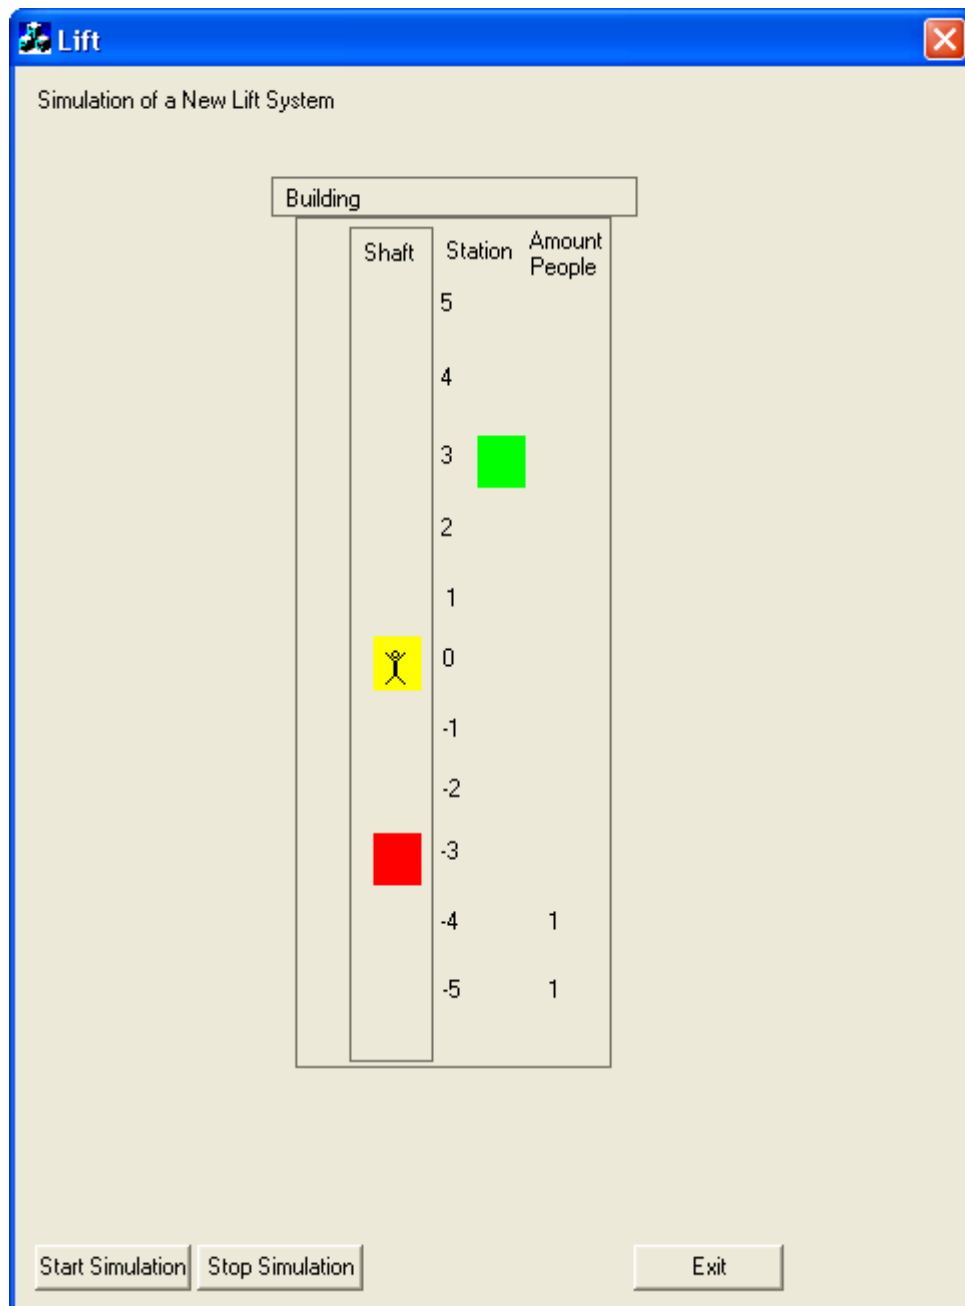 Lift
Simulation of a New Lift System
Building
Shaft Station Amount
People
5
4
3
2
1
0
-1
-2
-3
-4 1
-5 1
Start Simulation Stop Simulation Exit